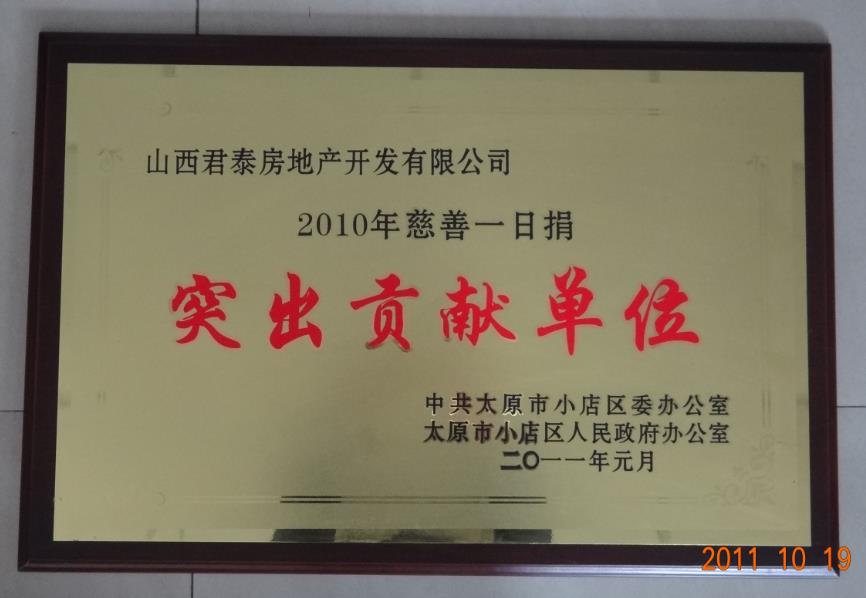 山西君泰房地产开发有限公司
2010年慈善一日捐
突出贡献单位
中共太原市小店区委办公室
太原市小店区人民政府办公室
二〇一一年元月
2011 10 19